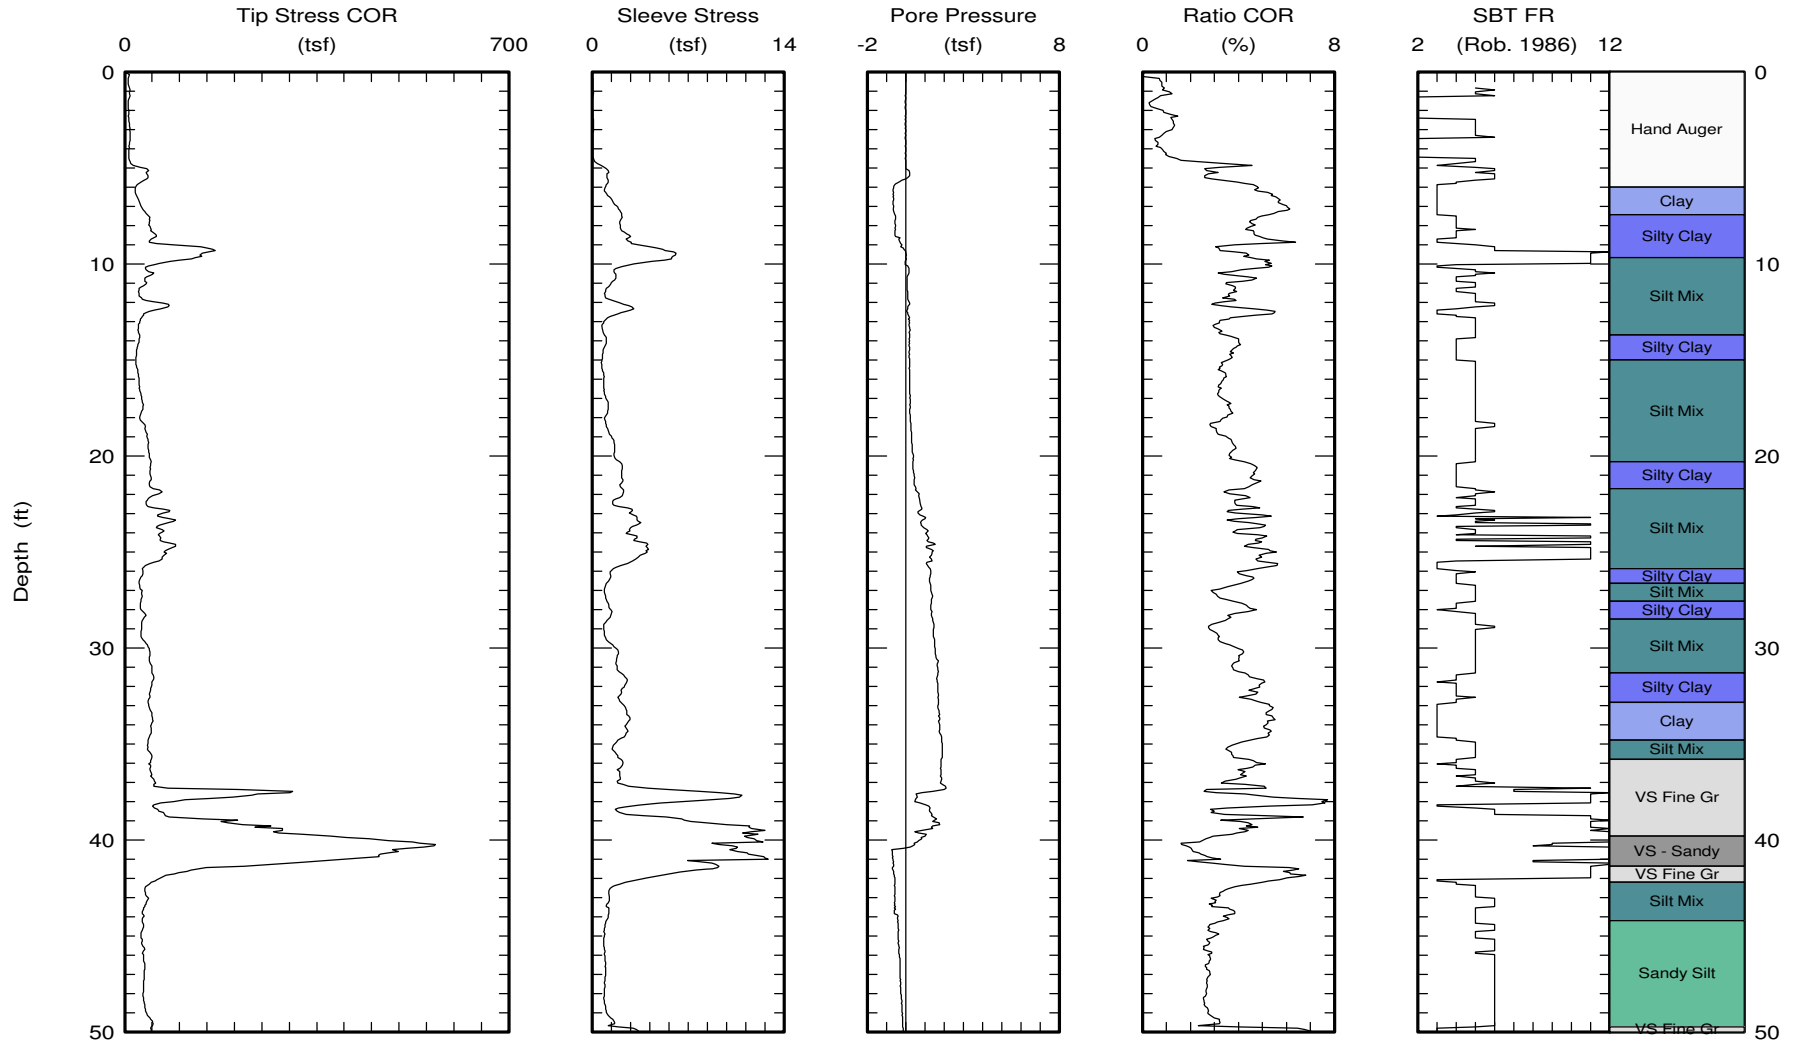 Tip Stress COR Sleeve Stress Pore Pressure Ratio COR SBT FR
0 (tsf) 700 0 (tsf) 14 -2 (tsf) 8 0 (%) 8 2 (Rob. 1986) 12
0 0
Hand Auger
Clay
Silty Clay
10 10
Silt Mix
Silty Clay
Silt Mix
20 20
Silty Clay
Silt Mix
Depth (ft)
Silty Clay
Silt Mix
Silty Clay
30 30
Silt Mix
Silty Clay
Clay
Silt Mix
VS Fine Gr
40 40
VS - Sandy
VS Fine Gr
Silt Mix
Sandy Silt
VS Fine Gr
50 50